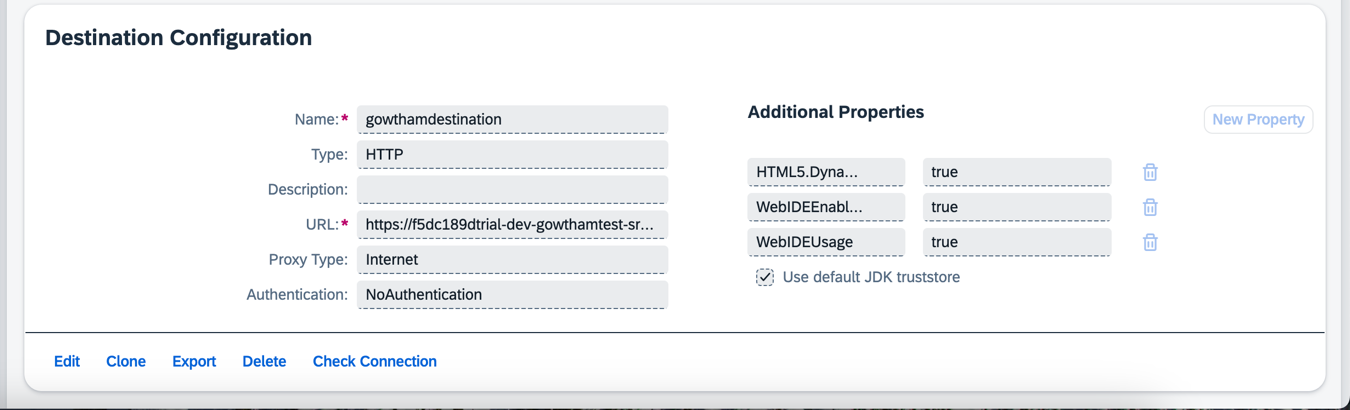 Destination Configuration
Name:* gowthamdestination
Type: HTTP
Description:
URL:* https://f5dc189dtrial-dev-gowthamtest-sr...
Proxy Type: Internet
Authentication: NoAuthentication
Additional Properties
New Property
HTML5.Dyna... true
WebIDEEnabl... true
WebIDEUsage true
Use default JDK truststore
Edit Clone Export Delete Check Connection